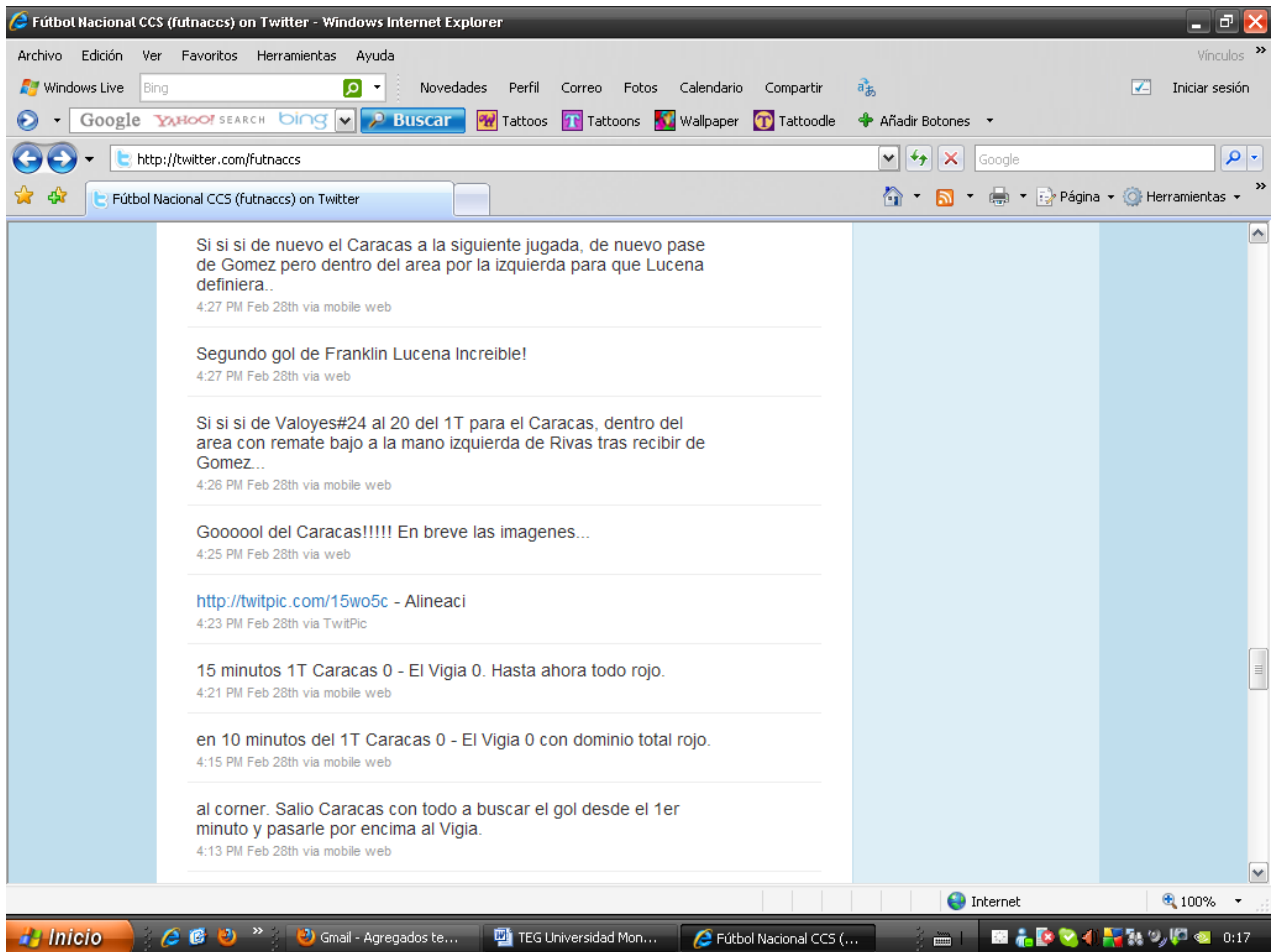 Fútbol Nacional CCS (futnaccs) on Twitter - Windows Internet Explorer
Archivo Edición Ver Favoritos Herramientas Ayuda Vínculos »
Windows Live Bing Novedades Perfil Correo Fotos Calendario Compartir Iniciar sesión
Google YAHOO! SEARCH bing Buscar Tattoos Tattoons Wallpaper Tattoodle Añadir Botones
http://twitter.com/futnaccs Google
Fútbol Nacional CCS (futnaccs) on Twitter Página Herramientas »
Si si si de nuevo el Caracas a la siguiente jugada, de nuevo pase
de Gomez pero dentro del area por la izquierda para que Lucena
definiera..
4:27 PM Feb 28th via mobile web
Segundo gol de Franklin Lucena Increible!
4:27 PM Feb 28th via web
Si si si de Valoyes#24 al 20 del 1T para el Caracas, dentro del
area con remate bajo a la mano izquierda de Rivas tras recibir de
Gomez...
4:26 PM Feb 28th via mobile web
Goooool del Caracas!!!!! En breve las imagenes...
4:25 PM Feb 28th via web
http://twitpic.com/15wo5c - Alineaci
4:23 PM Feb 28th via TwitPic
15 minutos 1T Caracas 0 - El Vigia 0. Hasta ahora todo rojo.
4:21 PM Feb 28th via mobile web
en 10 minutos del 1T Caracas 0 - El Vigia 0 con dominio total rojo.
4:15 PM Feb 28th via mobile web
al corner. Salio Caracas con todo a buscar el gol desde el 1er
minuto y pasarle por encima al Vigia.
4:13 PM Feb 28th via mobile web
Internet 100%
Inicio » Gmail - Agregados te... TEG Universidad Mon... Fútbol Nacional CCS (... 0:17